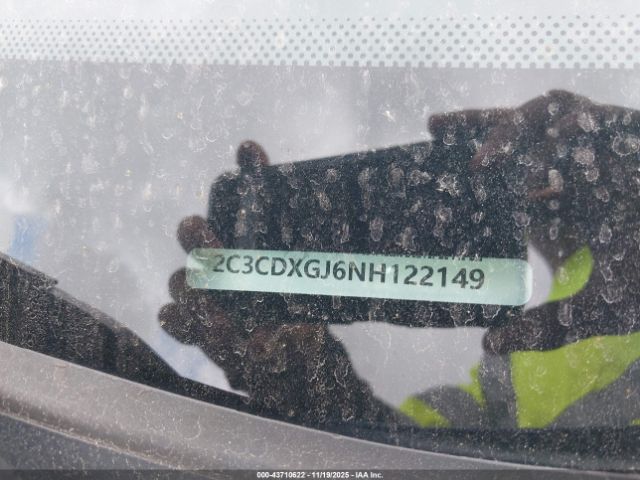 2C3CDXGJ6NH122149
000-43710622 - 11/19/2025 - IAA Inc.